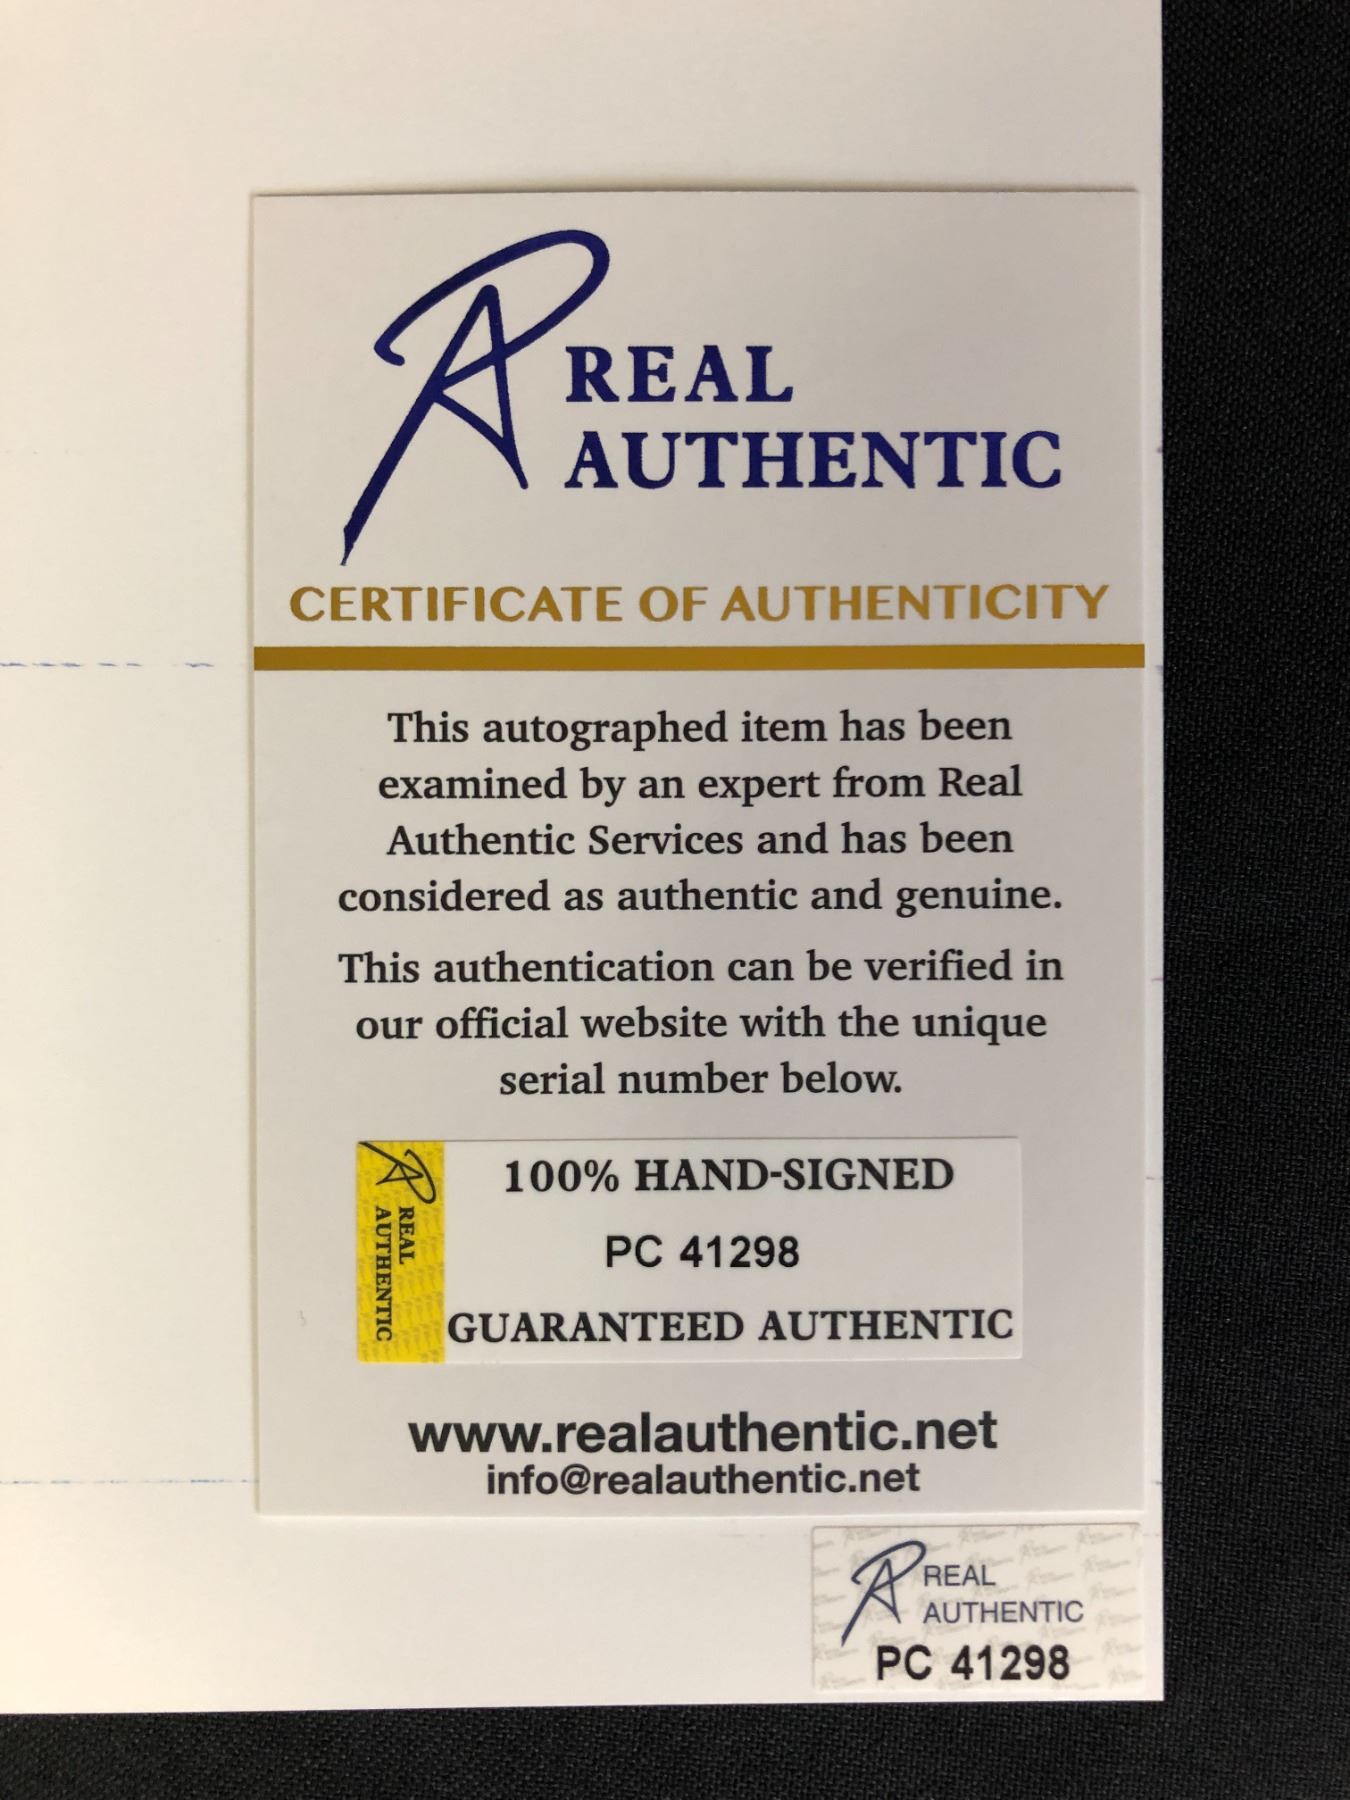 REAL
AUTHENTIC
CERTIFICATE OF AUTHENTICITY
This autographed item has been
examined by an expert from Real
Authentic Services and has been
considered as authentic and genuine.
This authentication can be verified in
our official website with the unique
serial number below.
REAL
AUTHENTIC
100% HAND-SIGNED
PC 41298
GUARANTEED AUTHENTIC
www.realauthentic.net
info@realauthentic.net
REAL
AUTHENTIC
PC 41298